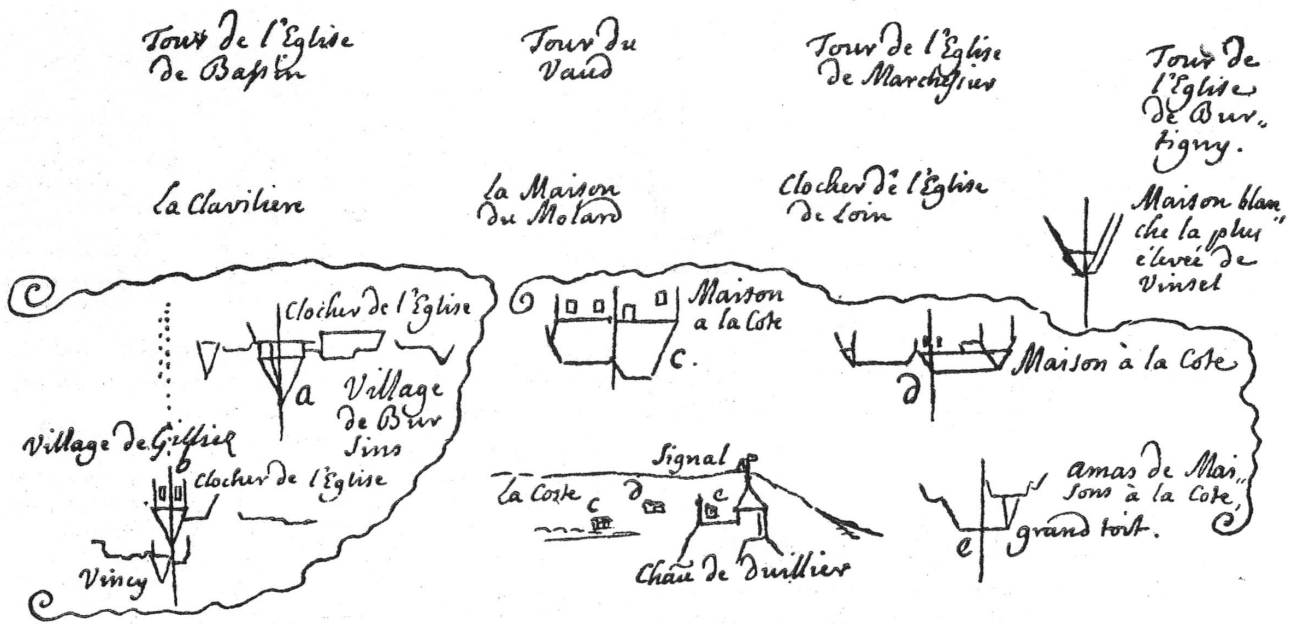 Tour de l'Eglise
de Bassin
Tour du
Vaud
Tour de l'Eglise
de Marchissier
Tour de
l'Eglise
de Bur„
tigny.
la Claviliere
la Maison
du Molard
Clocher de l'Eglise
de Loin
Maison blan„
che la plus
élevée de
Vinsel
Clocher de l'Eglise
a
Village
de Bur
sins
Maison
a la Cote
C.
d
Maison à la Cote
Village de Gillier
b
Clocher de l'Eglise
Vincy
Signal
la Coste
c
d
e
Chau de Duillier
amas de Mai„
sons à la Cote,
grand toit.
e